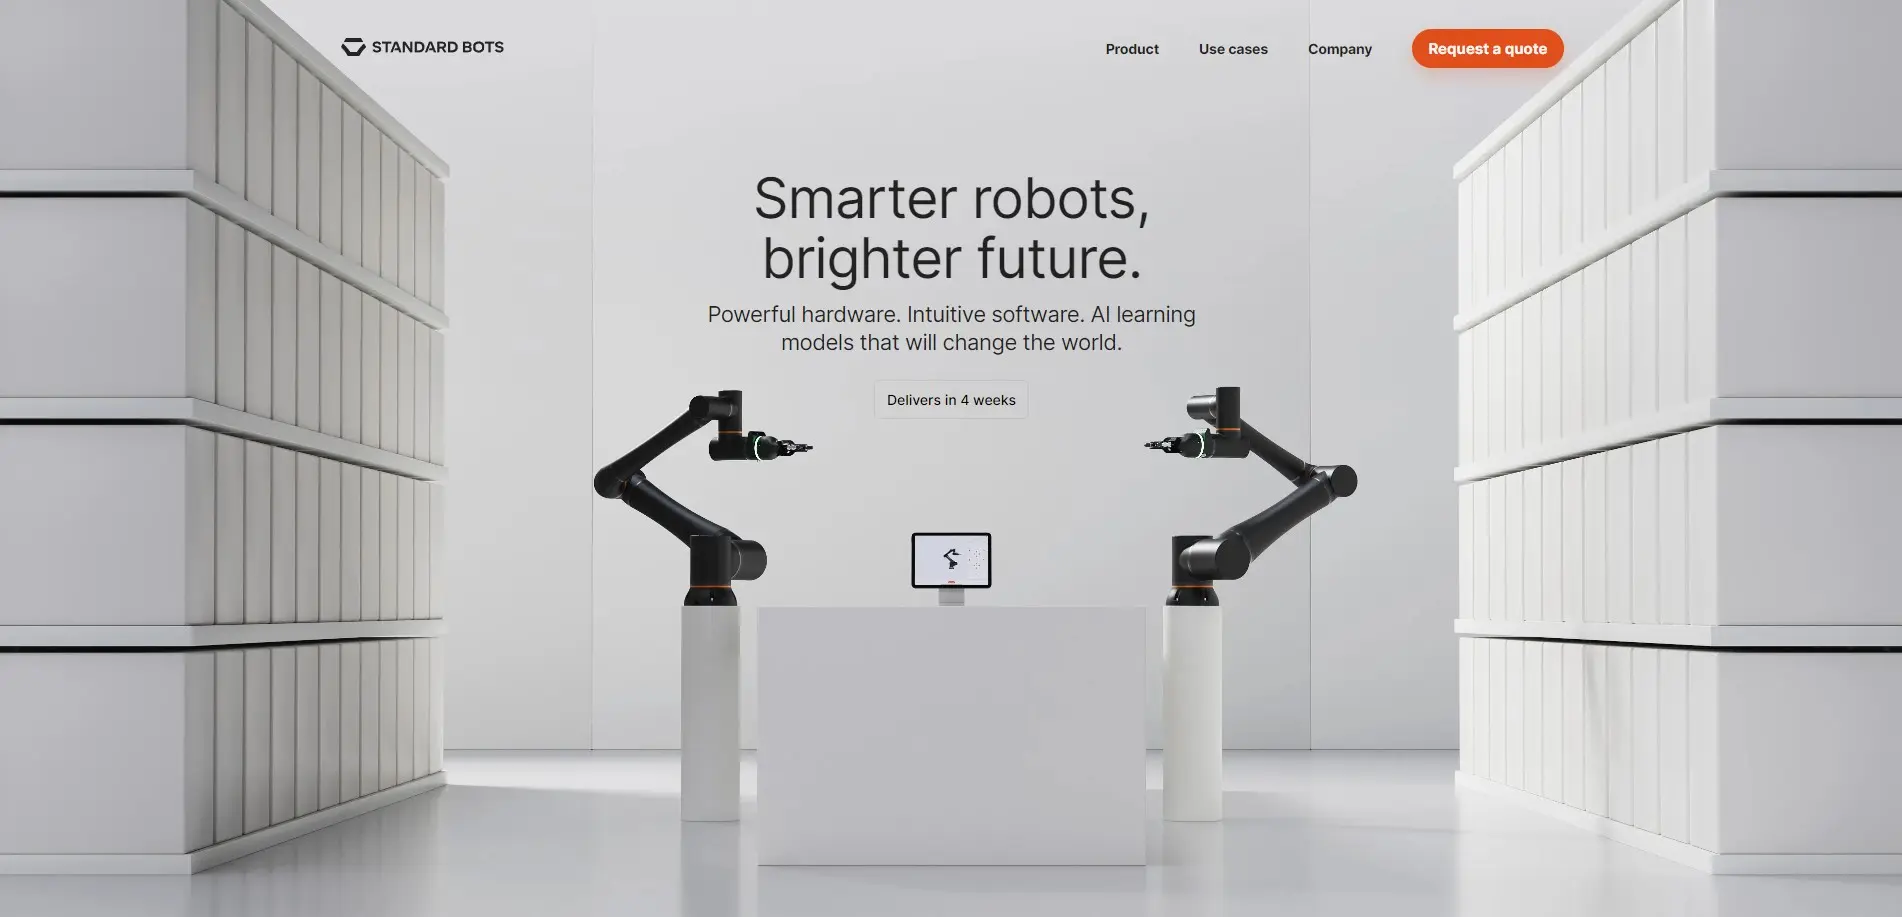 STANDARD BOTS
Product
Use cases
Company
Request a quote
Smarter robots,
brighter future.
Powerful hardware. Intuitive software. AI learning
models that will change the world.
Delivers in 4 weeks